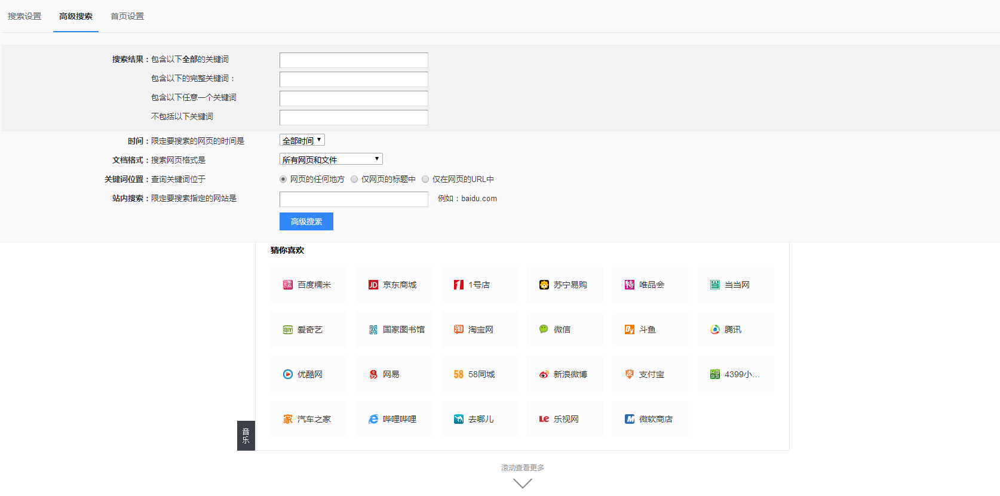 搜索设置 高级搜索 首页设置
搜索结果：包含以下全部的关键词
包含以下的完整关键词：
包含以下任意一个关键词
不包括以下关键词
时间：限定要搜索的网页的时间是 全部时间
文档格式：搜索网页格式是 所有网页和文件
关键词位置：查询关键词位于 网页的任何地方 仅网页的标题中 仅在网页的URL中
站内搜索：限定要搜索指定的网站是 例如：baidu.com
高级搜索
猜你喜欢
糯 百度糯米 JD 京东商城 1 1号店 苏宁易购 特 唯品会 当 当当网
QIY 爱奇艺 国家图书馆 淘 淘宝网 微信 Dy 斗鱼 腾讯
优酷网 网易 58 58同城 新浪微博 支 支付宝 4399小...
家 汽车之家 哔哩哔哩 去哪儿 Le 乐视网 M 微软商店
音乐
滚动查看更多